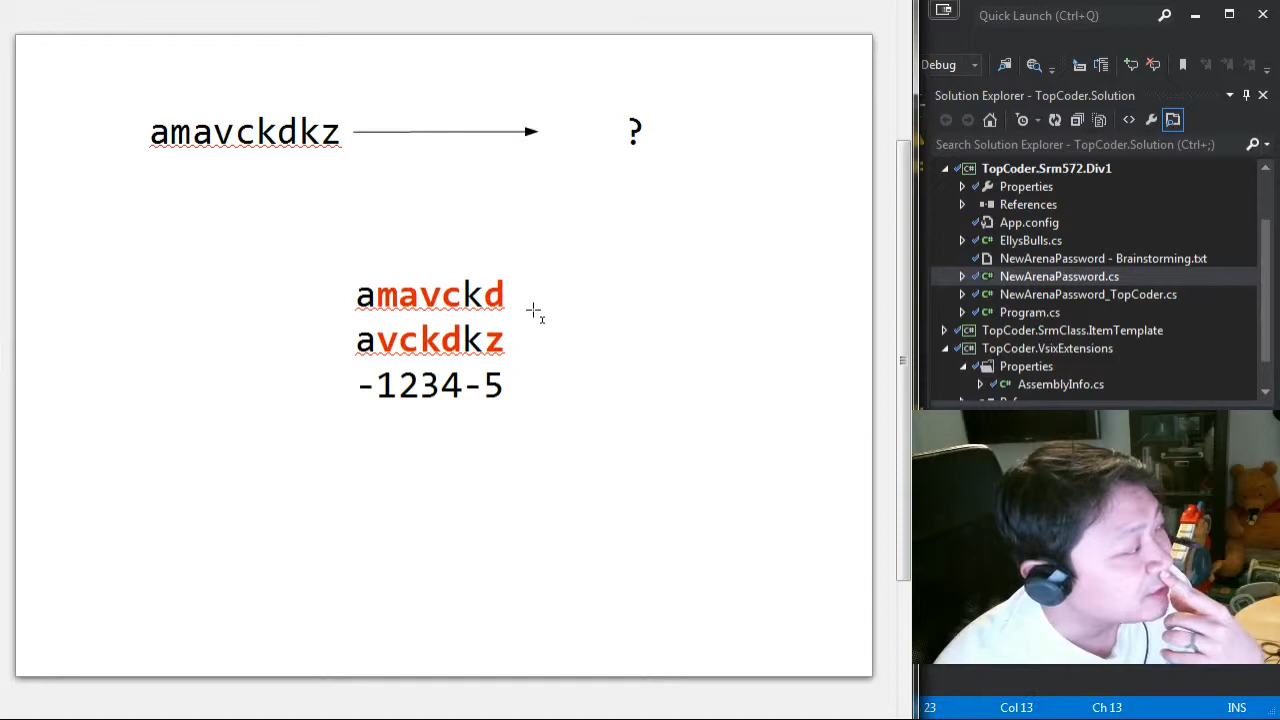 amavckdkz ?
amavckd
avckdkz
-1234-5
Quick Launch (Ctrl+Q)
Debug
Solution Explorer - TopCoder.Solution
Search Solution Explorer - TopCoder.Solution (Ctrl+;)
TopCoder.Srm572.Div1
Properties
References
App.config
EllysBulls.cs
NewArenaPassword - Brainstorming.txt
NewArenaPassword.cs
NewArenaPassword_TopCoder.cs
Program.cs
TopCoder.SrmClass.ItemTemplate
TopCoder.VsixExtensions
Properties
AssemblyInfo.cs
23 Col 13 Ch 13 INS